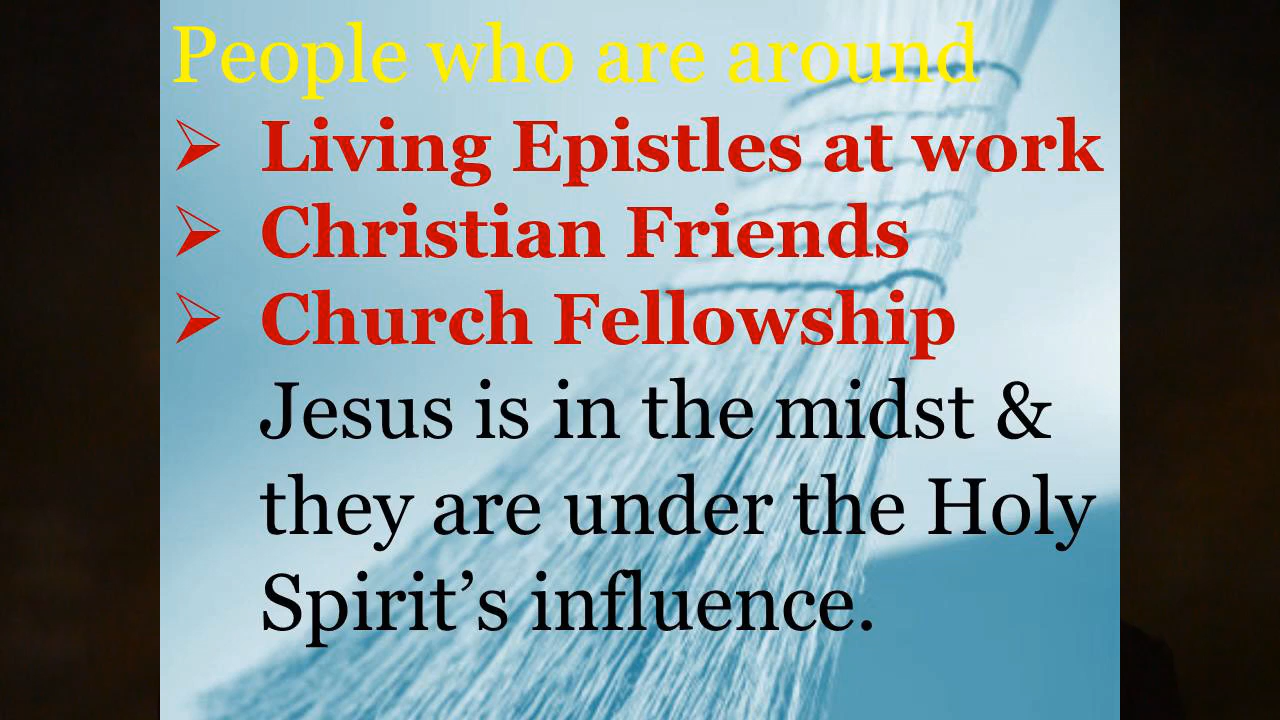 People who are around
➢ Living Epistles at work
➢ Christian Friends
➢ Church Fellowship
Jesus is in the midst &
they are under the Holy
Spirit’s influence.